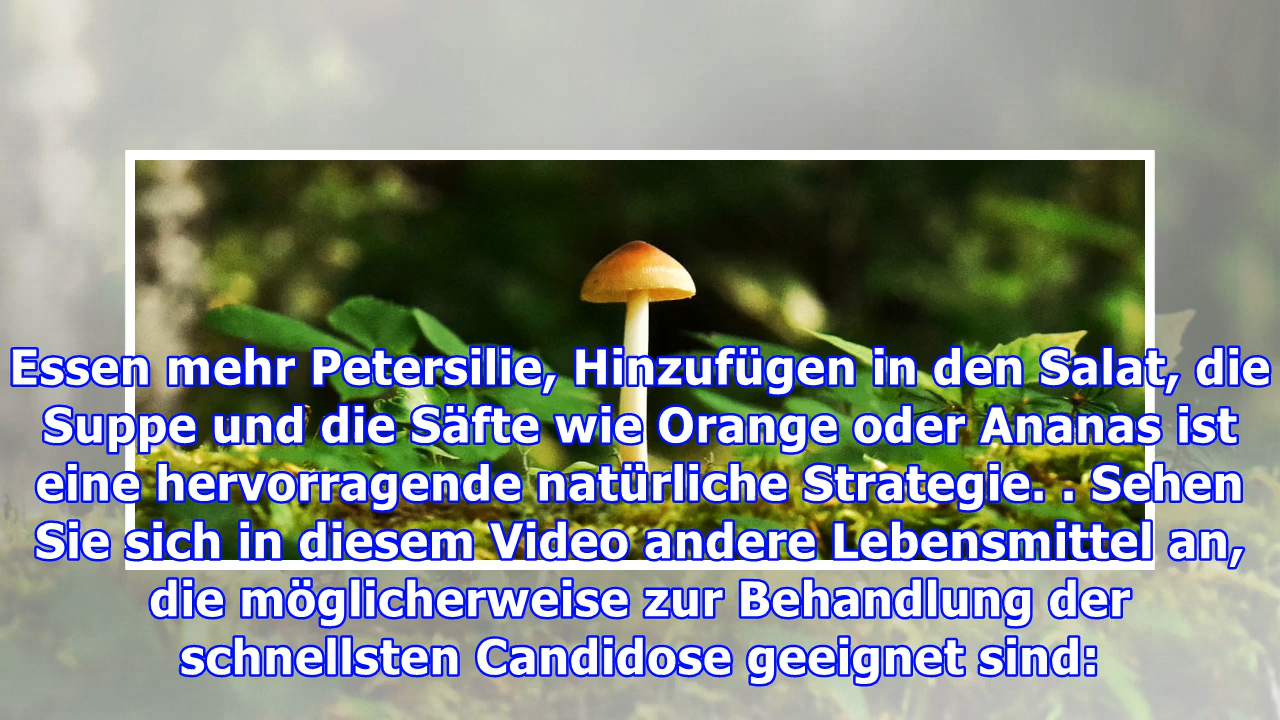 Essen mehr Petersilie, Hinzufügen in den Salat, die
Suppe und die Säfte wie Orange oder Ananas ist
eine hervorragende natürliche Strategie. . Sehen
Sie sich in diesem Video andere Lebensmittel an,
die möglicherweise zur Behandlung der
schnellsten Candidose geeignet sind: